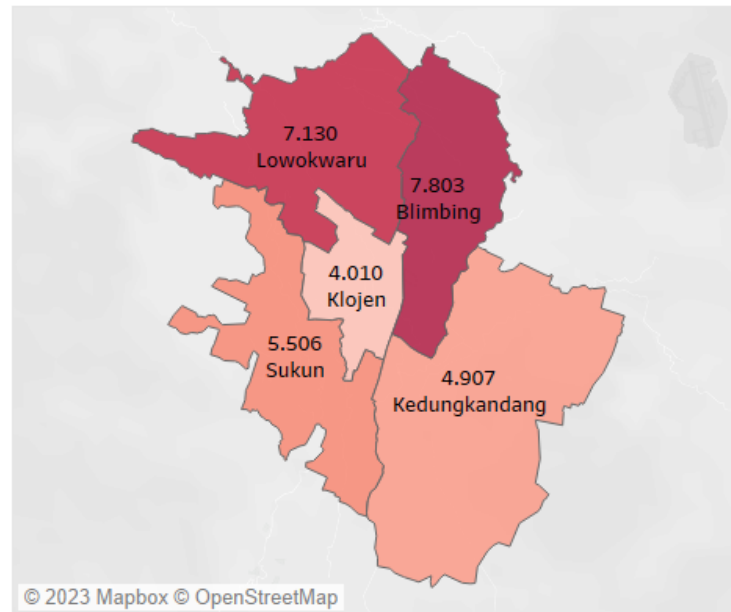 7.130
Lowokwaru
7.803
Blimbing
4.010
Klojen
5.506
Sukun
4.907
Kedungkandang
© 2023 Mapbox © OpenStreetMap